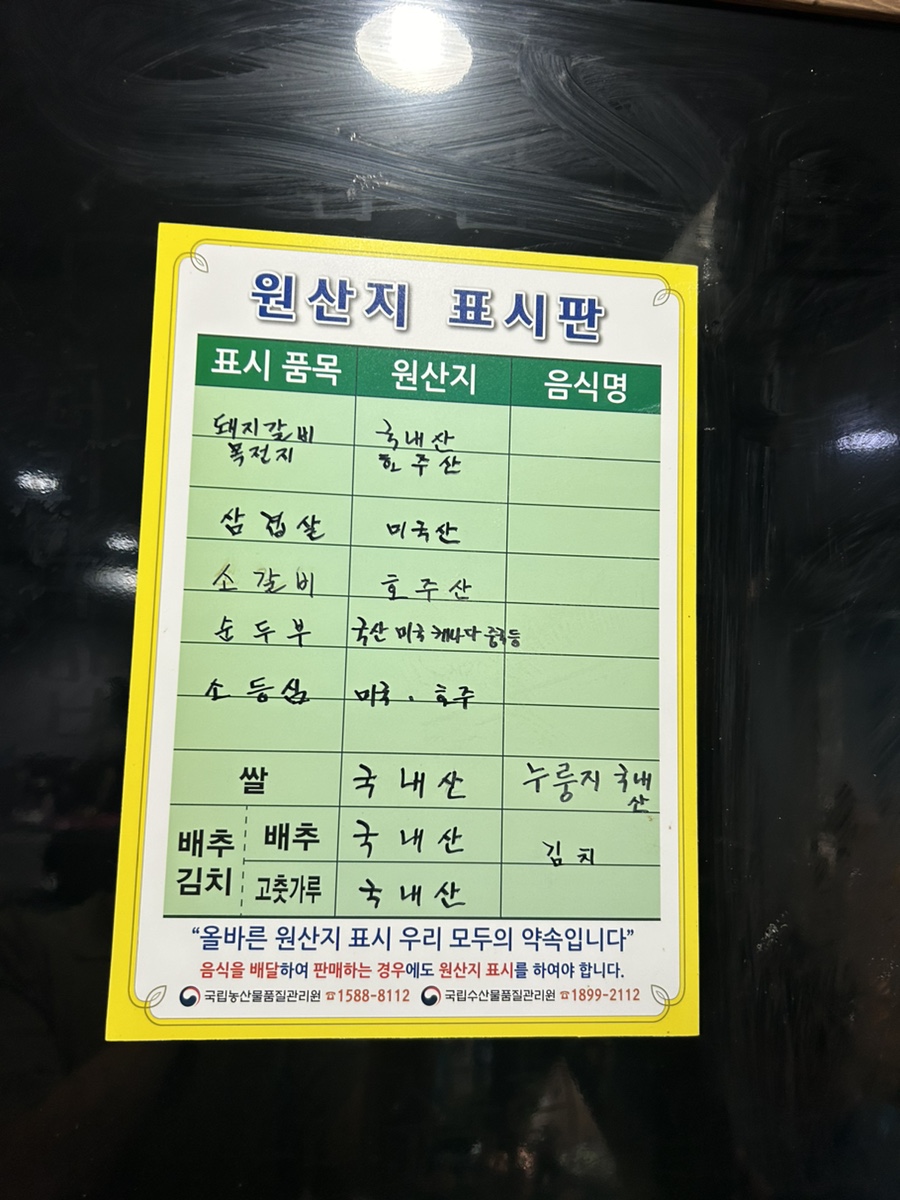 원산지 표시판
표시 품목 원산지 음식명
돼지갈비 국내산
목전지 호주산
삼겹살 미국산
소갈비 호주산
순두부 국산 미국 캐나다 중국등
소등심 미국 . 호주
쌀 국내산 누룽지 국내산
배추김치 배추 국내산 김치
고춧가루 국내산
“올바른 원산지 표시 우리 모두의 약속입니다”
음식을 배달하여 판매하는 경우에도 원산지 표시를 하여야 합니다.
국립농산물품질관리원 ☎1588-8112 국립수산물품질관리원 ☎1899-2112